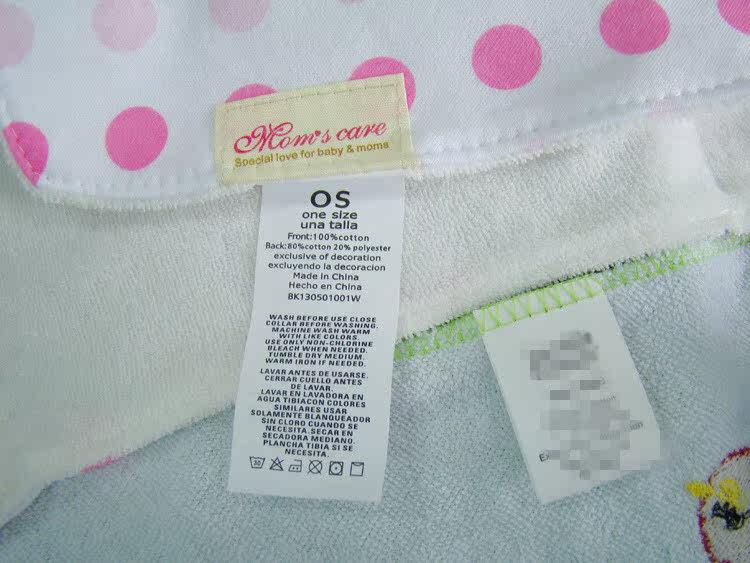 Mom's care
Special love for baby & moms
OS
one size
una talla
Front:100%cotton
Back:80%cotton 20% polyester
exclusive of decoration
excluyendo la decoracion
Made in China
Hecho en China
BK130501001W
WASH BEFORE USE CLOSE
COLLAR BEFORE WASHING.
MACHINE WASH WARM
WITH LIKE COLORS.
USE ONLY NON-CHLORINE
BLEACH WHEN NEEDED.
TUMBLE DRY MEDIUM.
WARM IRON IF NEEDED.
LAVAR ANTES DE USARSE.
CERRAR CUELLO ANTES
DE LAVAR.
LAVAR EN LAVADORA EN
AGUA TIBIACON COLORES
SIMILARES USAR
SOLAMENTE BLANQUEADOR
SIN CLORO CUANDO SE
NECESITA. SECAR EN
SECADORA MEDIANO.
PLANCHA TIBIA SI SE
NECESITA.
30